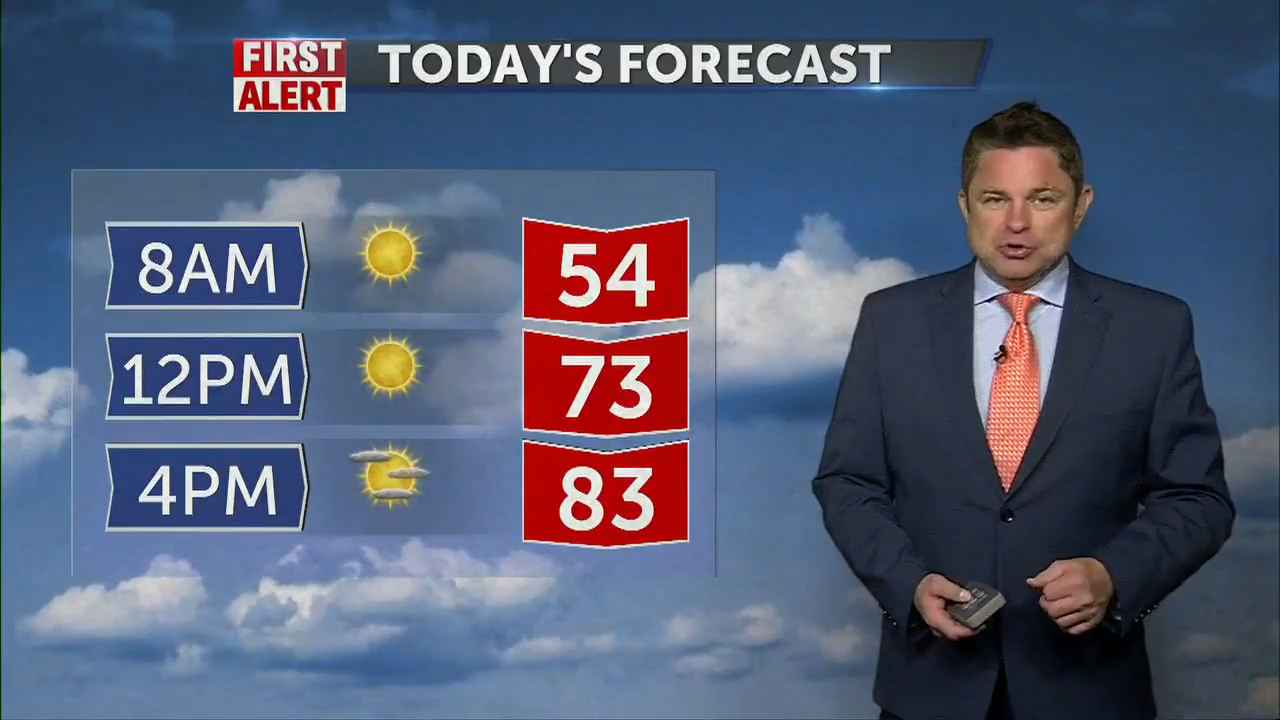 FIRST
ALERT
TODAY'S FORECAST
8AM 54
12PM 73
4PM 83